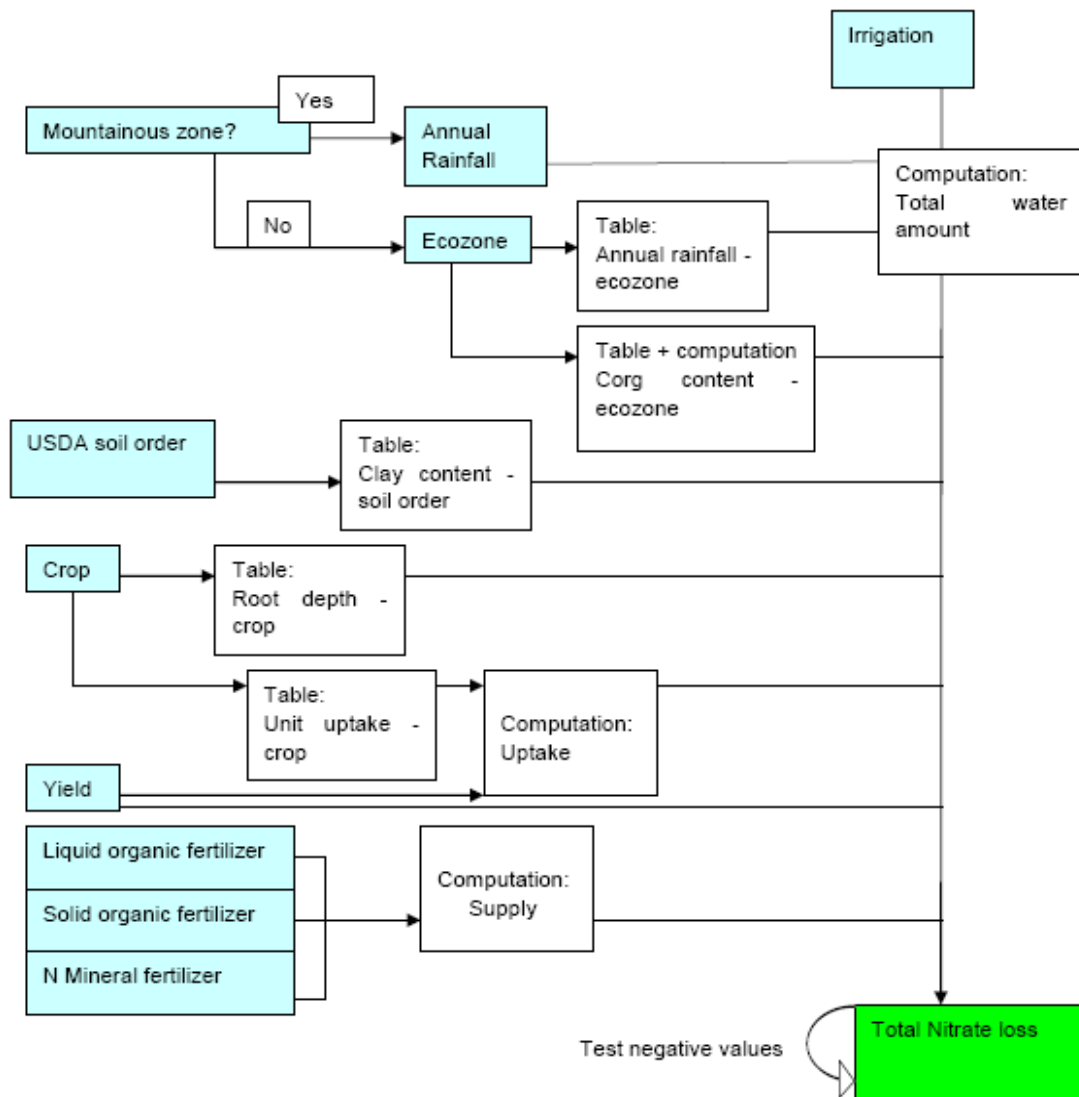 Irrigation
Yes
Mountainous zone?
Annual
Rainfall
Computation:
Total water
amount
No
Ecozone
Table:
Annual rainfall -
ecozone
Table + computation
Corg content -
ecozone
USDA soil order
Table:
Clay content -
soil order
Crop
Table:
Root depth -
crop
Table:
Unit uptake -
crop
Computation:
Uptake
Yield
Liquid organic fertilizer
Solid organic fertilizer
N Mineral fertilizer
Computation:
Supply
Total Nitrate loss
Test negative values